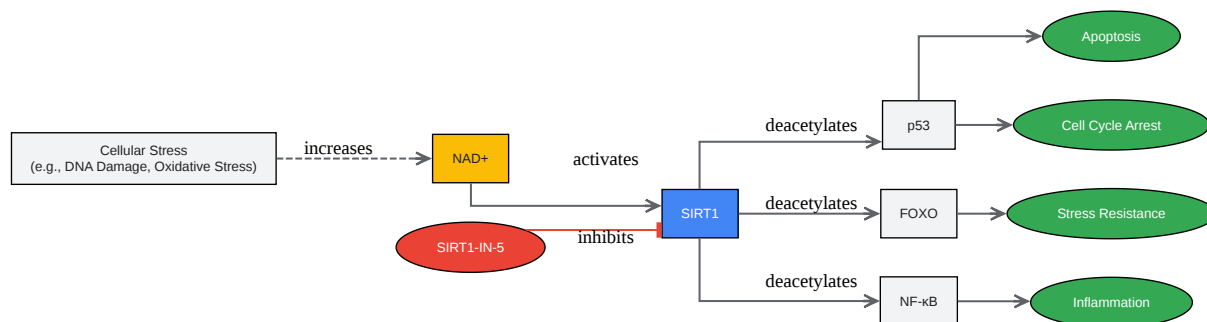 Apoptosis
deacetylates
p53
Cell Cycle Arrest
Cellular Stress
(e.g., DNA Damage, Oxidative Stress)
increases
NAD+
activates
SIRT1
deacetylates
FOXO
Stress Resistance
SIRT1-IN-5
inhibits
deacetylates
NF-κB
Inflammation